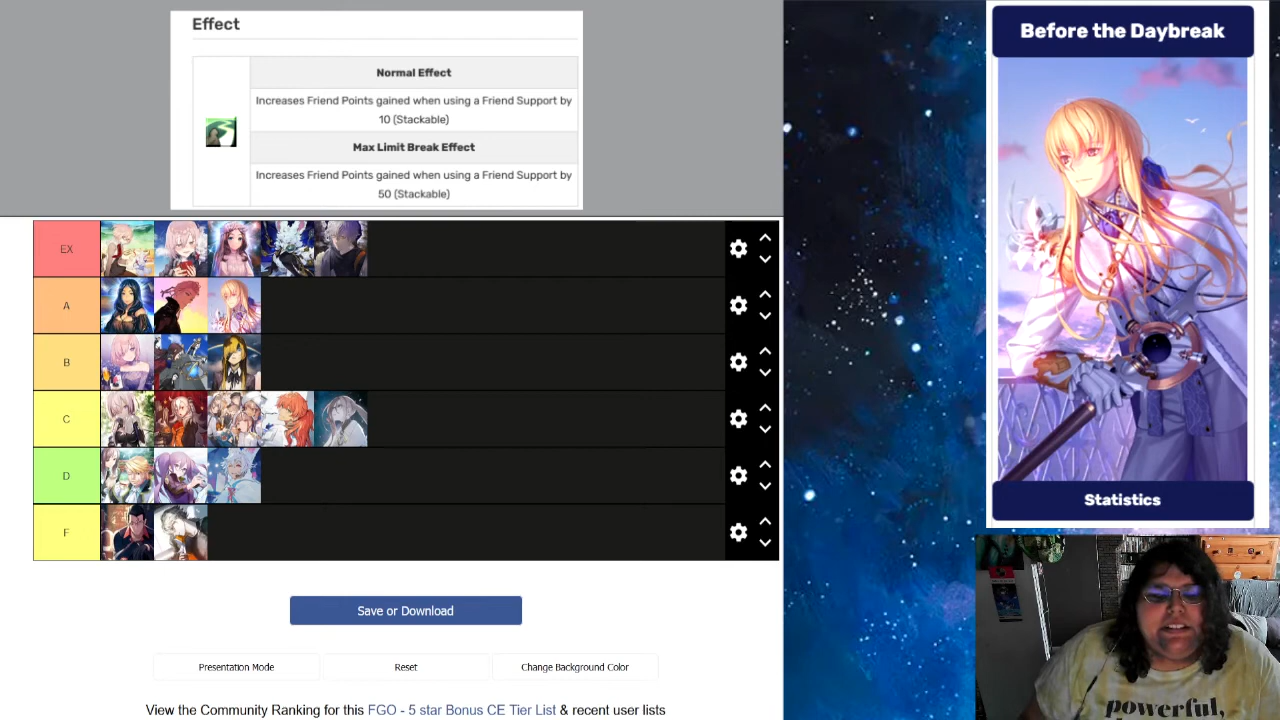 Effect
Normal Effect
Increases Friend Points gained when using a Friend Support by
10 (Stackable)
Max Limit Break Effect
Increases Friend Points gained when using a Friend Support by
50 (Stackable)
EX
A
B
C
D
F
Save or Download
Presentation Mode
Reset
Change Background Color
View the Community Ranking for this FGO - 5 star Bonus CE Tier List & recent user lists
Before the Daybreak
Statistics
powerful,